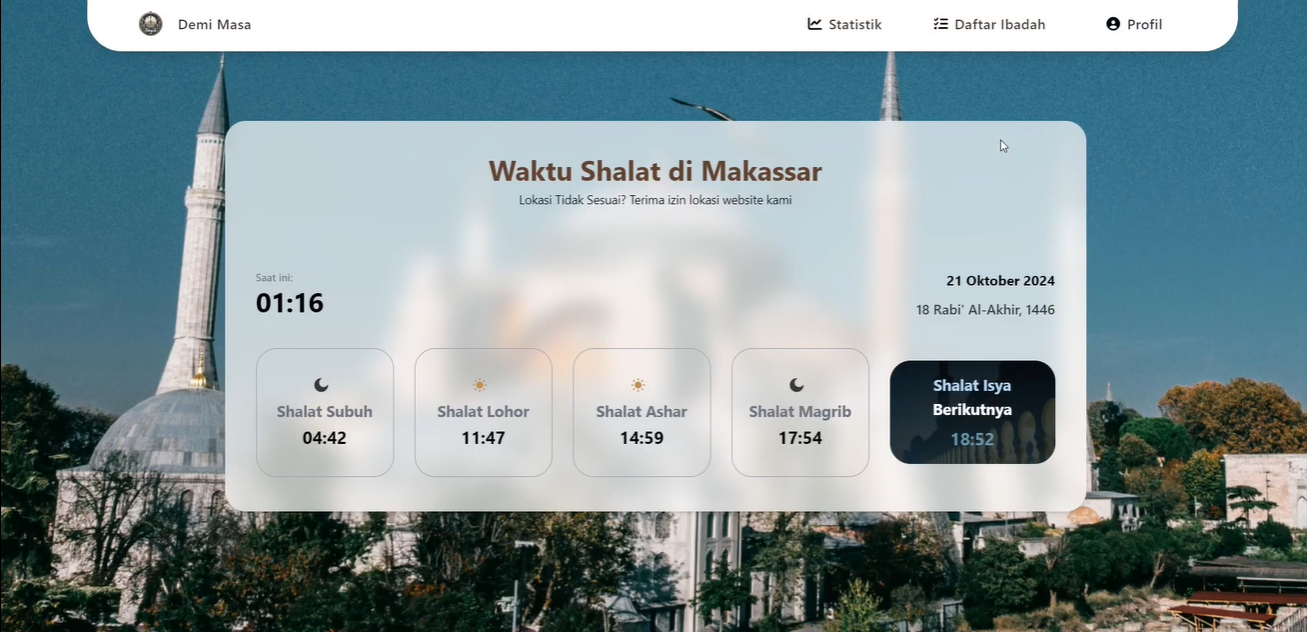 Demi Masa
Statistik
Daftar Ibadah
Profil
Waktu Shalat di Makassar
Lokasi Tidak Sesuai? Terima izin lokasi website kami
Saat ini:
01:16
21 Oktober 2024
18 Rabi' Al-Akhir, 1446
Shalat Subuh
04:42
Shalat Lohor
11:47
Shalat Ashar
14:59
Shalat Magrib
17:54
Shalat Isya
Berikutnya
18:52